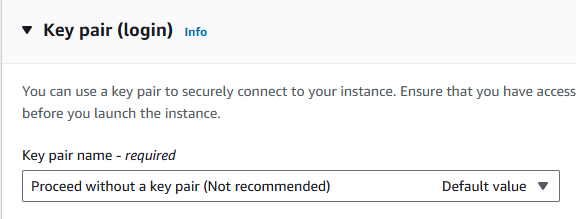 Key pair (login) Info
You can use a key pair to securely connect to your instance. Ensure that you have access
before you launch the instance.
Key pair name - required
Proceed without a key pair (Not recommended) Default value